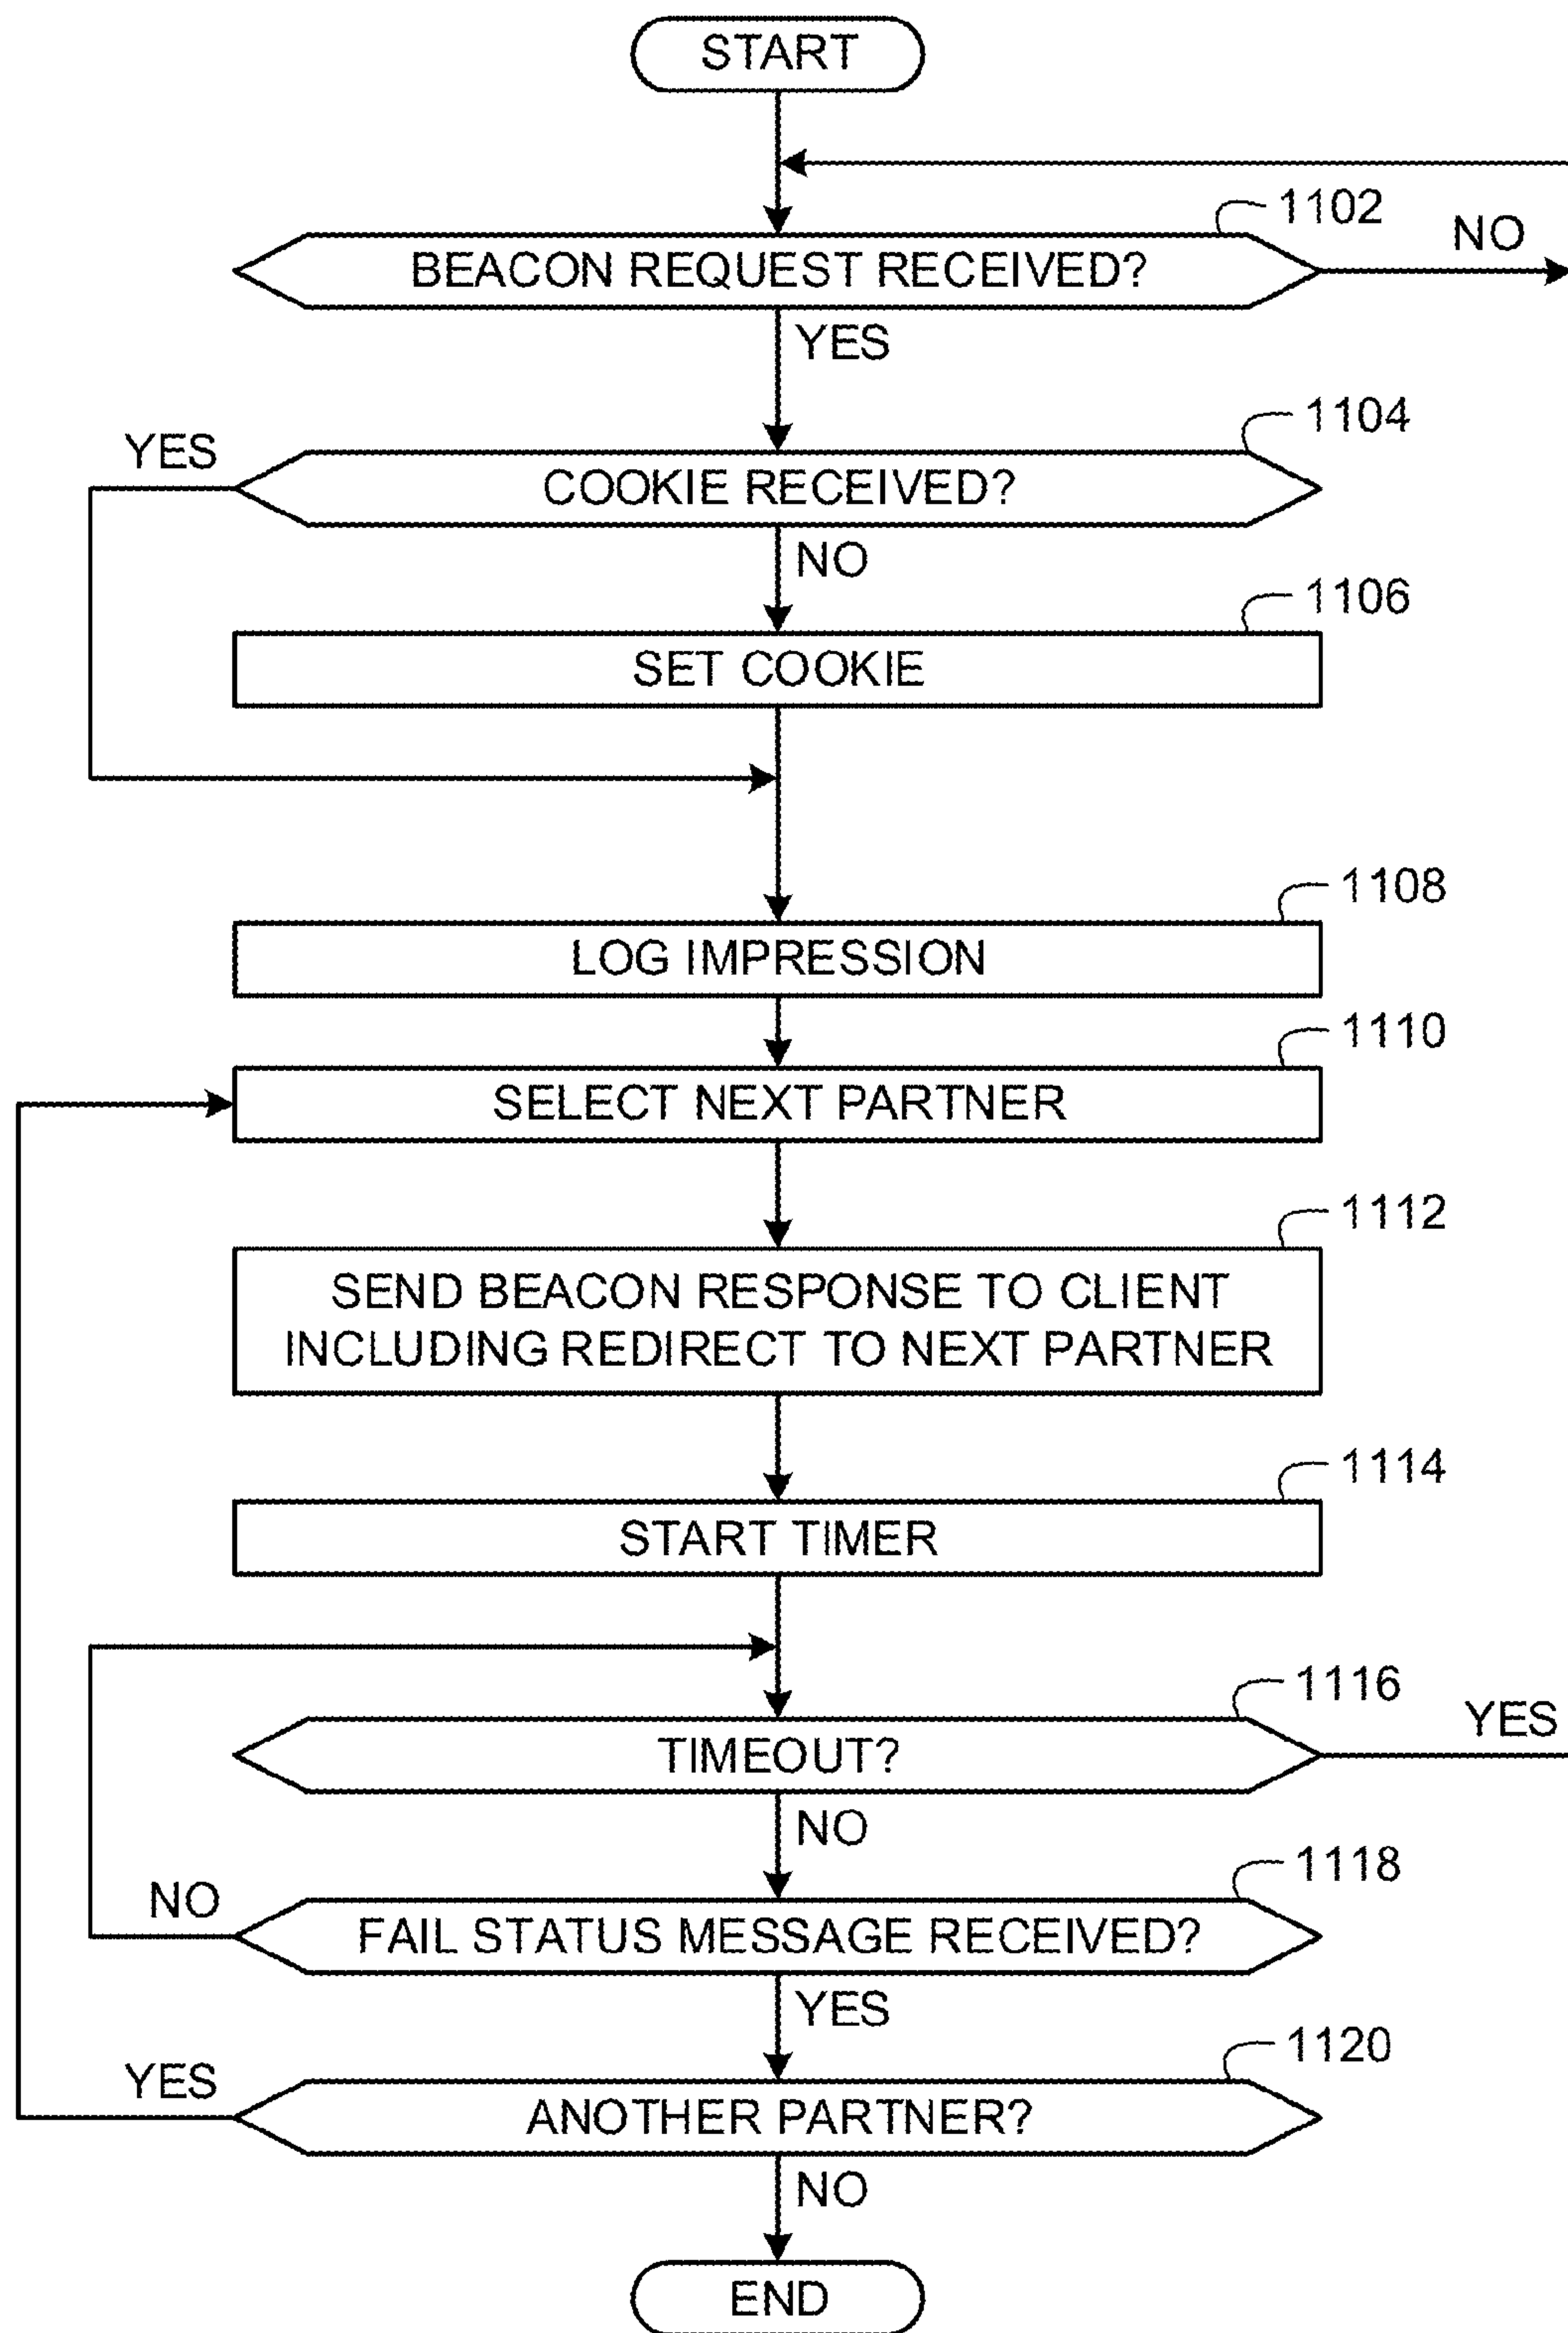 START
1102
NO
BEACON REQUEST RECEIVED?
YES
1104
YES
COOKIE RECEIVED?
NO
1106
SET COOKIE
1108
LOG IMPRESSION
1110
SELECT NEXT PARTNER
1112
SEND BEACON RESPONSE TO CLIENT
INCLUDING REDIRECT TO NEXT PARTNER
1114
START TIMER
1116
YES
TIMEOUT?
NO
1118
NO
FAIL STATUS MESSAGE RECEIVED?
YES
1120
YES
ANOTHER PARTNER?
NO
END